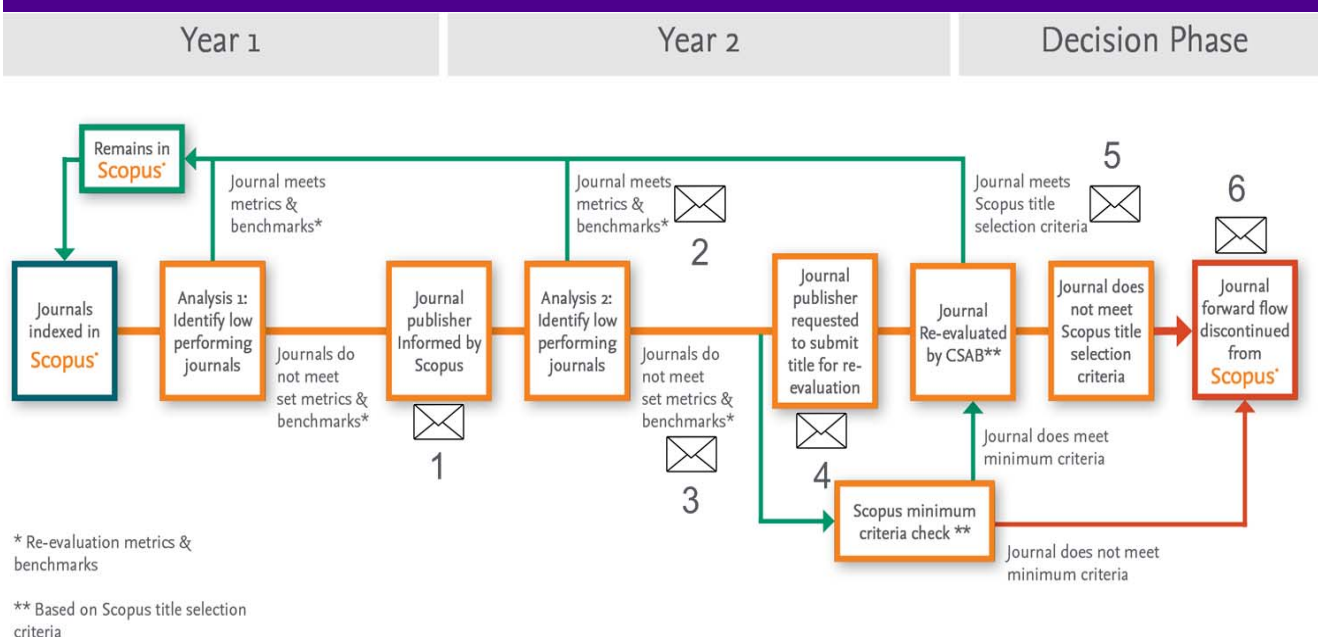 Year 1
Year 2
Decision Phase
Remains in
Scopus*
Journal meets
metrics &
benchmarks*
Journal meets
metrics &
benchmarks*
2
Journal meets
Scopus title
selection criteria
5
6
Journals
indexed in
Scopus*
Analysis 1:
Identify low
performing
journals
Journals do
not meet
set metrics &
benchmarks*
Journal
publisher
Informed by
Scopus
1
Analysis 2:
Identify low
performing
journals
Journals do
not meet
set metrics &
benchmarks*
3
Journal
publisher
requested
to submit
title for re-
evaluation
4
Journal
Re-evaluated
by CSAB**
Journal does
not meet
Scopus title
selection
criteria
Journal
forward flow
discontinued
from
Scopus*
Journal does meet
minimum criteria
Scopus minimum
criteria check **
Journal does not meet
minimum criteria
* Re-evaluation metrics &
benchmarks
** Based on Scopus title selection
criteria